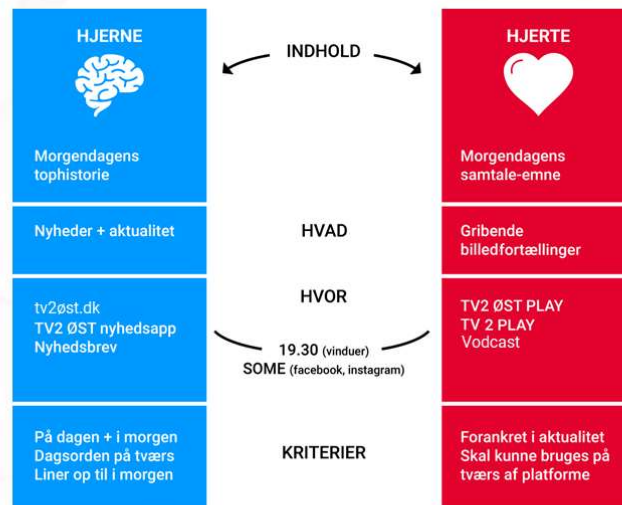 HJERNE
INDHOLD
HJERTE
Morgendagens
tophistorie
Morgendagens
samtale-emne
Nyheder + aktualitet
HVAD
Gribende
billedfortællinger
HVOR
tv2øst.dk
TV2 ØST nyhedsapp
Nyhedsbrev
19.30 (vinduer)
SOME (facebook, instagram)
TV2 ØST PLAY
TV 2 PLAY
Vodcast
På dagen + i morgen
Dagsorden på tværs
Liner op til i morgen
KRITERIER
Forankret i aktualitet
Skal kunne bruges på
tværs af platforme